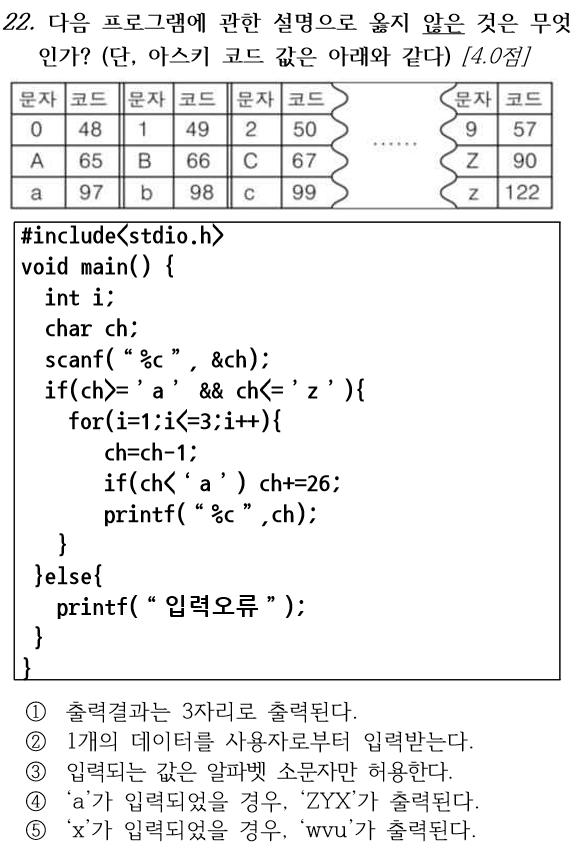 22. 다음 프로그램에 관한 설명으로 옳지 않은 것은 무엇
인가? (단, 아스키 코드 값은 아래와 같다) [4.0점]
문자 코드 문자 코드 문자 코드 문자 코드
0 48 1 49 2 50 ...... 9 57
A 65 B 66 C 67 Z 90
a 97 b 98 c 99 z 122
#include<stdio.h>
void main() {
int i;
char ch;
scanf(“%c”, &ch);
if(ch>=’a’ && ch<=’z’){
for(i=1;i<=3;i++){
ch=ch-1;
if(ch<‘a’) ch+=26;
printf(“%c”,ch);
}
}else{
printf(“입력오류”);
}
}
① 출력결과는 3자리로 출력된다.
② 1개의 데이터를 사용자로부터 입력받는다.
③ 입력되는 값은 알파벳 소문자만 허용한다.
④ ‘a’가 입력되었을 경우, ‘ZYX’가 출력된다.
⑤ ‘x’가 입력되었을 경우, ‘wvu’가 출력된다.